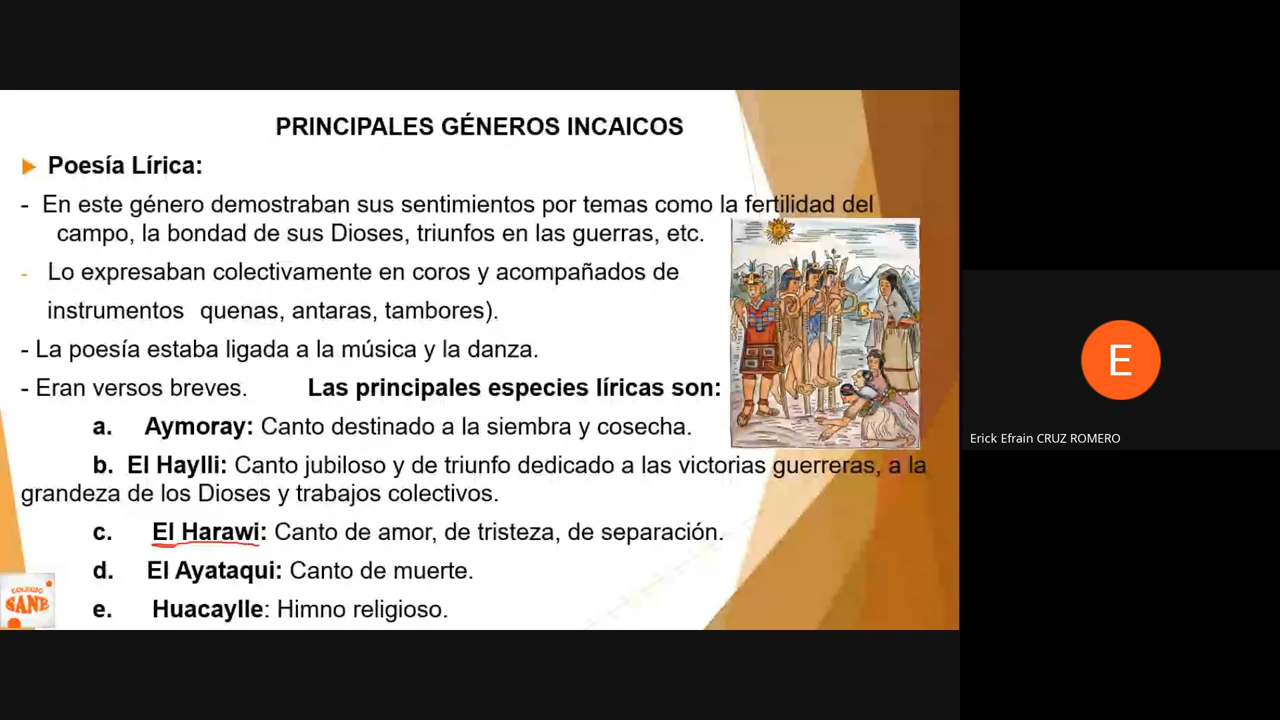 PRINCIPALES GÉNEROS INCAICOS
Poesía Lírica:
- En este género demostraban sus sentimientos por temas como la fertilidad del
campo, la bondad de sus Dioses, triunfos en las guerras, etc.
- Lo expresaban colectivamente en coros y acompañados de
instrumentos quenas, antaras, tambores).
- La poesía estaba ligada a la música y la danza.
- Eran versos breves. Las principales especies líricas son:
a. Aymoray: Canto destinado a la siembra y cosecha.
b. El Haylli: Canto jubiloso y de triunfo dedicado a las victorias guerreras, a la
grandeza de los Dioses y trabajos colectivos.
c. El Harawi: Canto de amor, de tristeza, de separación.
d. El Ayataqui: Canto de muerte.
e. Huacaylle: Himno religioso.
COLEGIO
SANE
E
Erick Efrain CRUZ ROMERO